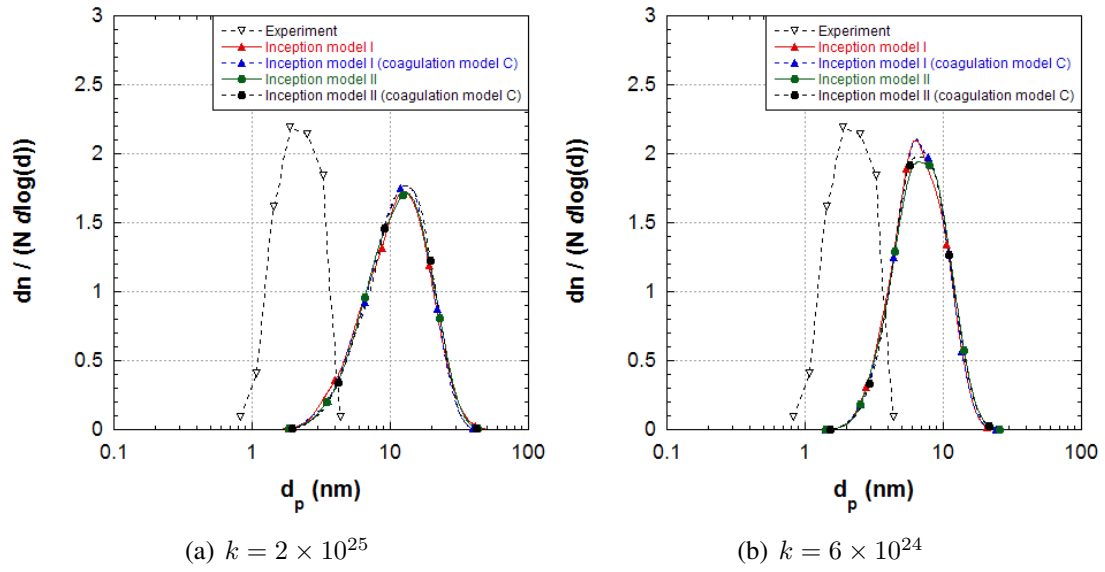 3
2.5
2
1.5
1
0.5
0
dn / (N dlog(d))
Experiment
Inception model I
Inception model I (coagulation model C)
Inception model II
Inception model II (coagulation model C)
0.1
1
10
100
d_p (nm)
(a) k = 2 × 10^25
3
2.5
2
1.5
1
0.5
0
dn / (N dlog(d))
Experiment
Inception model I
Inception model I (coagulation model C)
Inception model II
Inception model II (coagulation model C)
0.1
1
10
100
d_p (nm)
(b) k = 6 × 10^24